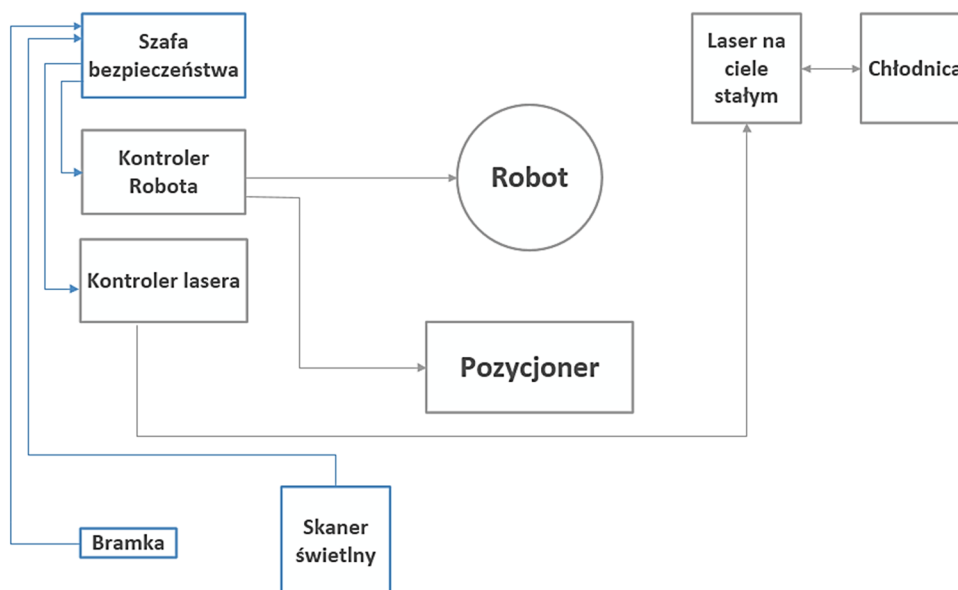 Szafa
bezpieczeństwa
Laser na
ciele
stałym
Chłodnica
Kontroler
Robota
Robot
Kontroler lasera
Pozycjoner
Skaner
świetlny
Bramka